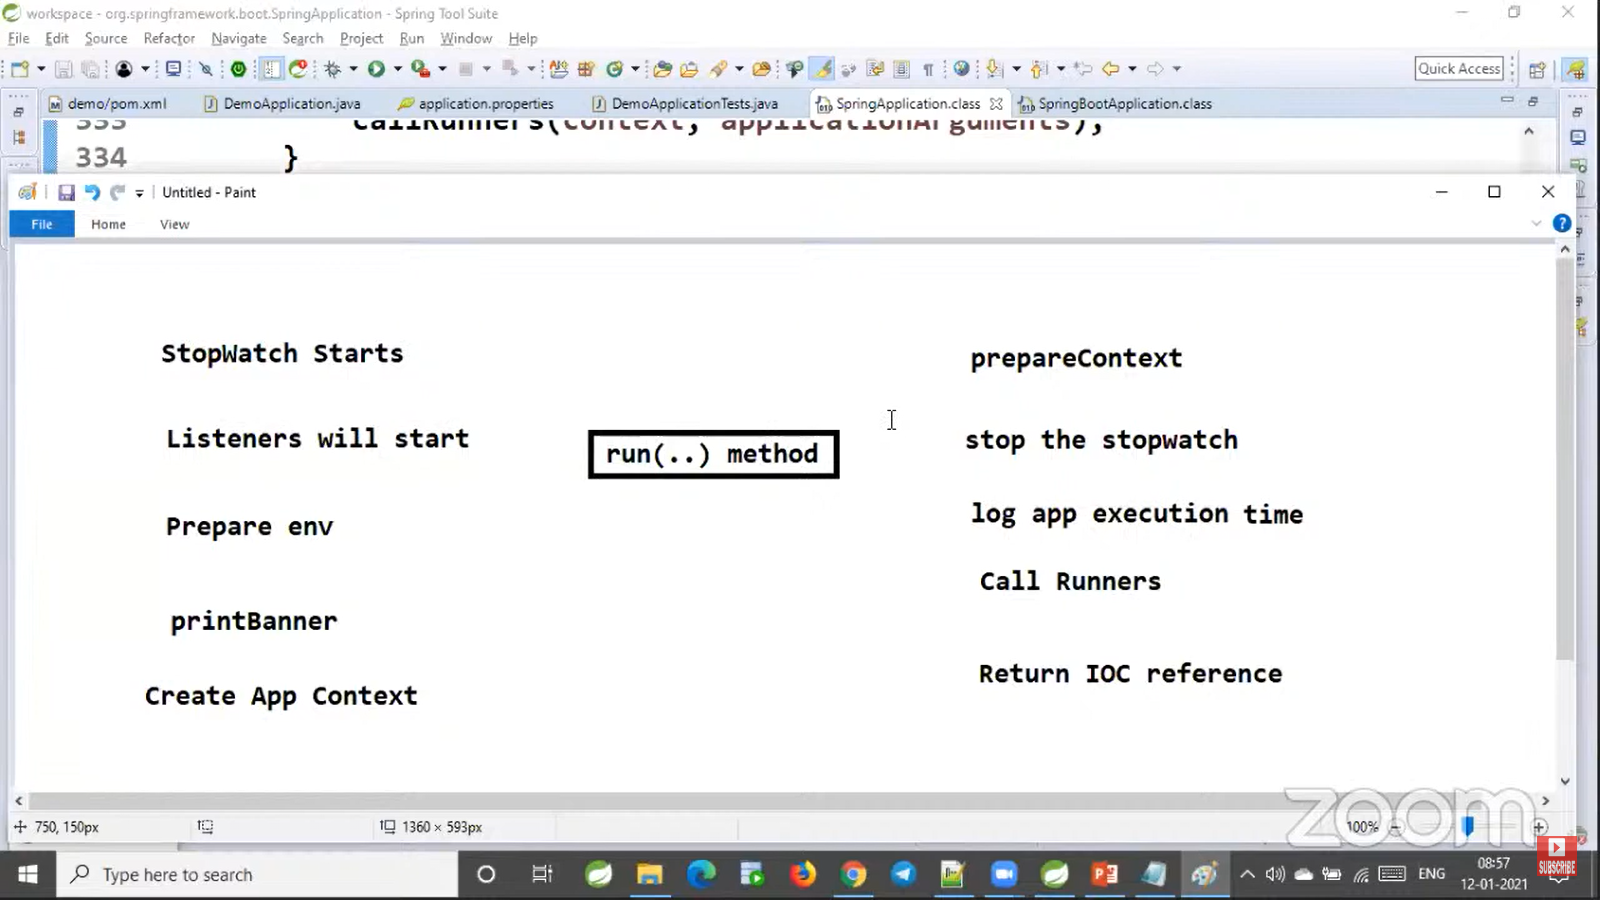 workspace - org.springframework.boot.SpringApplication - Spring Tool Suite
File Edit Source Refactor Navigate Search Project Run Window Help
Quick Access
demo/pom.xml DemoApplication.java application.properties DemoApplicationTests.java SpringApplication.class SpringBootApplication.class
333 callRunners(context, applicationArguments);
334 }
Untitled - Paint
File Home View
StopWatch Starts
Listeners will start
Prepare env
printBanner
Create App Context
run(..) method
prepareContext
stop the stopwatch
log app execution time
Call Runners
Return IOC reference
zoom
750, 150px 1360 × 593px 100%
SUBSCRIBE
Type here to search
ENG
08:57
12-01-2021